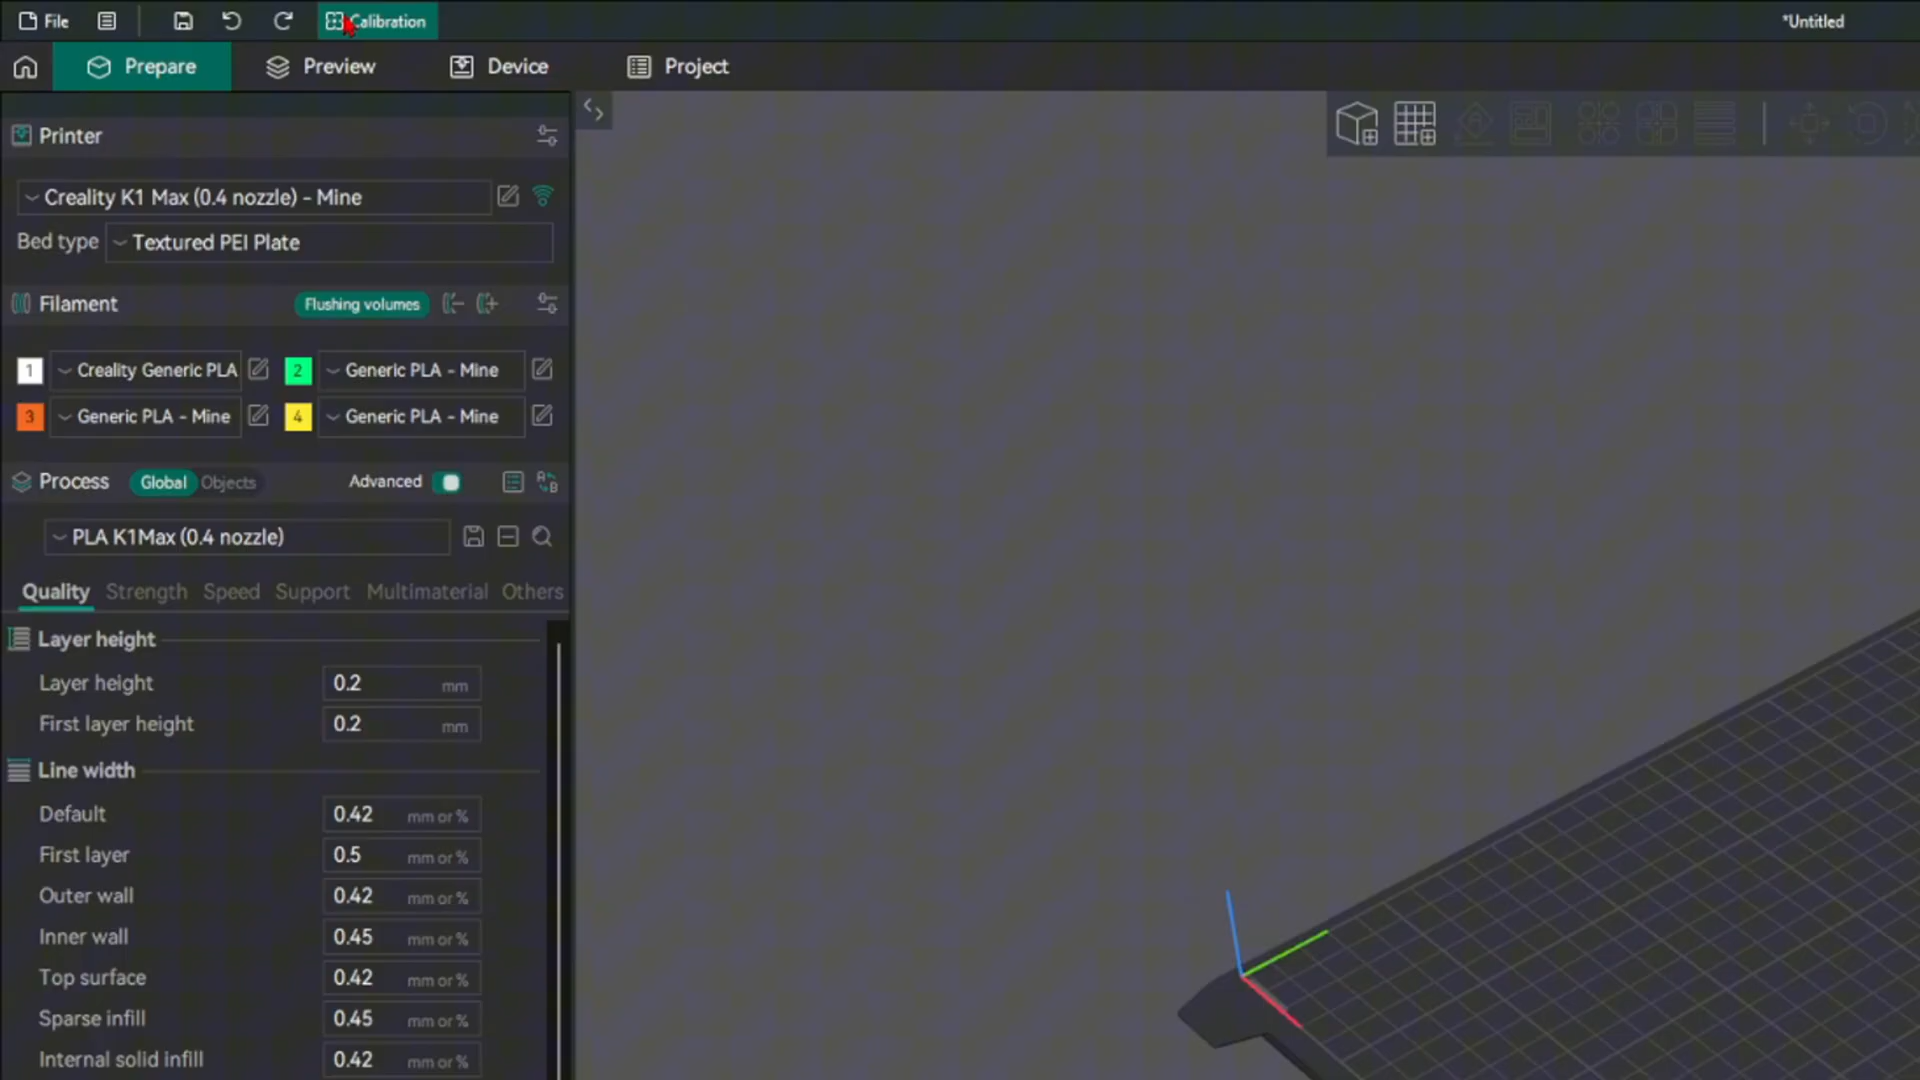 File
Calibration
*Untitled
Prepare
Preview
Device
Project
Printer
Creality K1 Max (0.4 nozzle) - Mine
Bed type
Textured PEI Plate
Filament
Flushing volumes
1
Creality Generic PLA
2
Generic PLA - Mine
3
Generic PLA - Mine
4
Generic PLA - Mine
Process
Global
Objects
Advanced
PLA K1Max (0.4 nozzle)
Quality
Strength
Speed
Support
Multimaterial
Others
Layer height
Layer height 0.2 mm
First layer height 0.2 mm
Line width
Default 0.42 mm or %
First layer 0.5 mm or %
Outer wall 0.42 mm or %
Inner wall 0.45 mm or %
Top surface 0.42 mm or %
Sparse infill 0.45 mm or %
Internal solid infill 0.42 mm or %